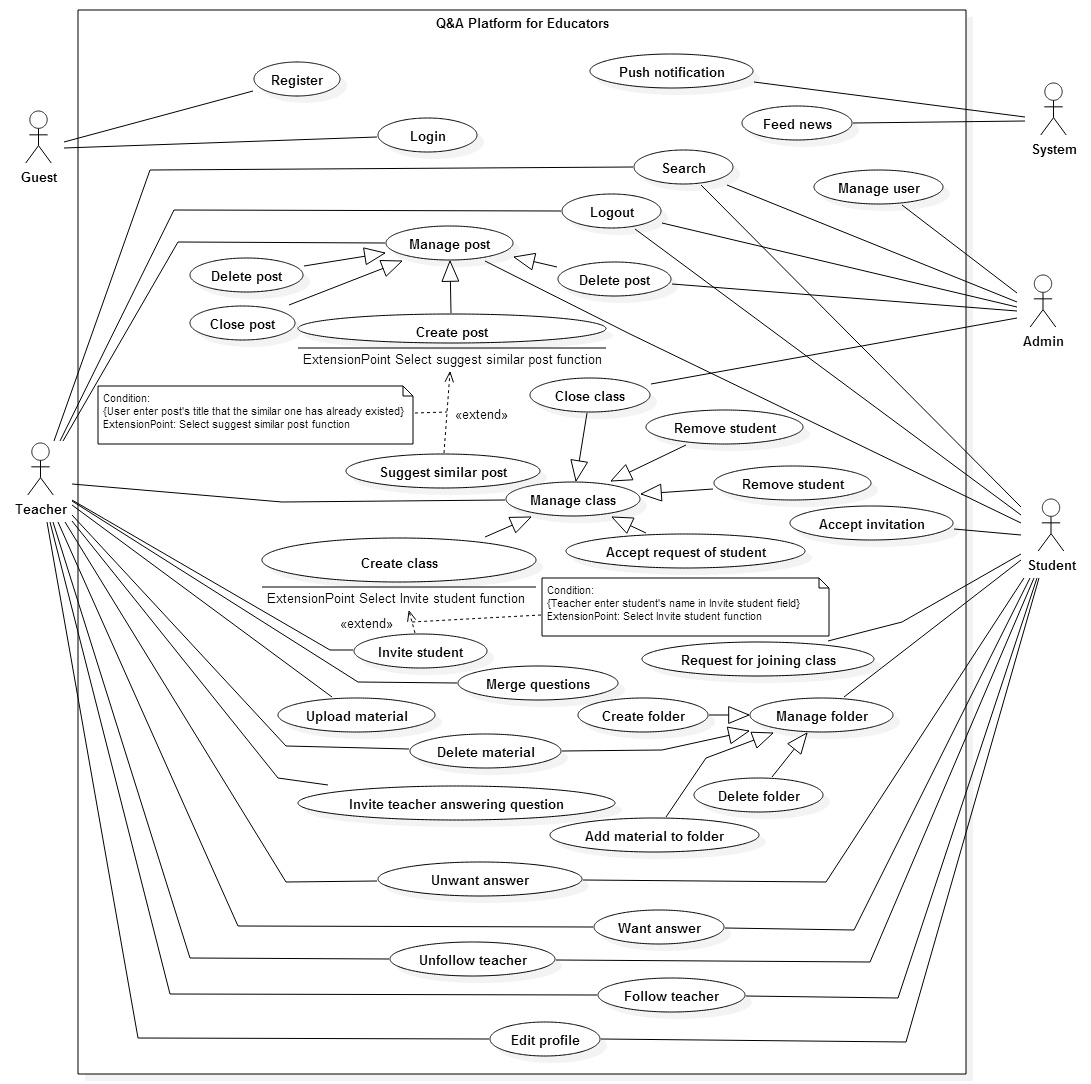 Q&A Platform for Educators
Push notification
Register
Feed news
Login
System
Guest
Search
Manage user
Logout
Manage post
Delete post
Delete post
Close post
Create post
Admin
ExtensionPoint Select suggest similar post function
Condition:
{User enter post's title that the similar one has already existed}
ExtensionPoint: Select suggest similar post function
«extend»
Close class
Remove student
Suggest similar post
Remove student
Manage class
Teacher
Accept invitation
Accept request of student
Create class
Student
ExtensionPoint Select Invite student function
Condition:
{Teacher enter student's name in Invite student field}
ExtensionPoint: Select Invite student function
«extend»
Invite student
Request for joining class
Merge questions
Upload material
Create folder
Manage folder
Delete material
Delete folder
Invite teacher answering question
Add material to folder
Unwant answer
Want answer
Unfollow teacher
Follow teacher
Edit profile